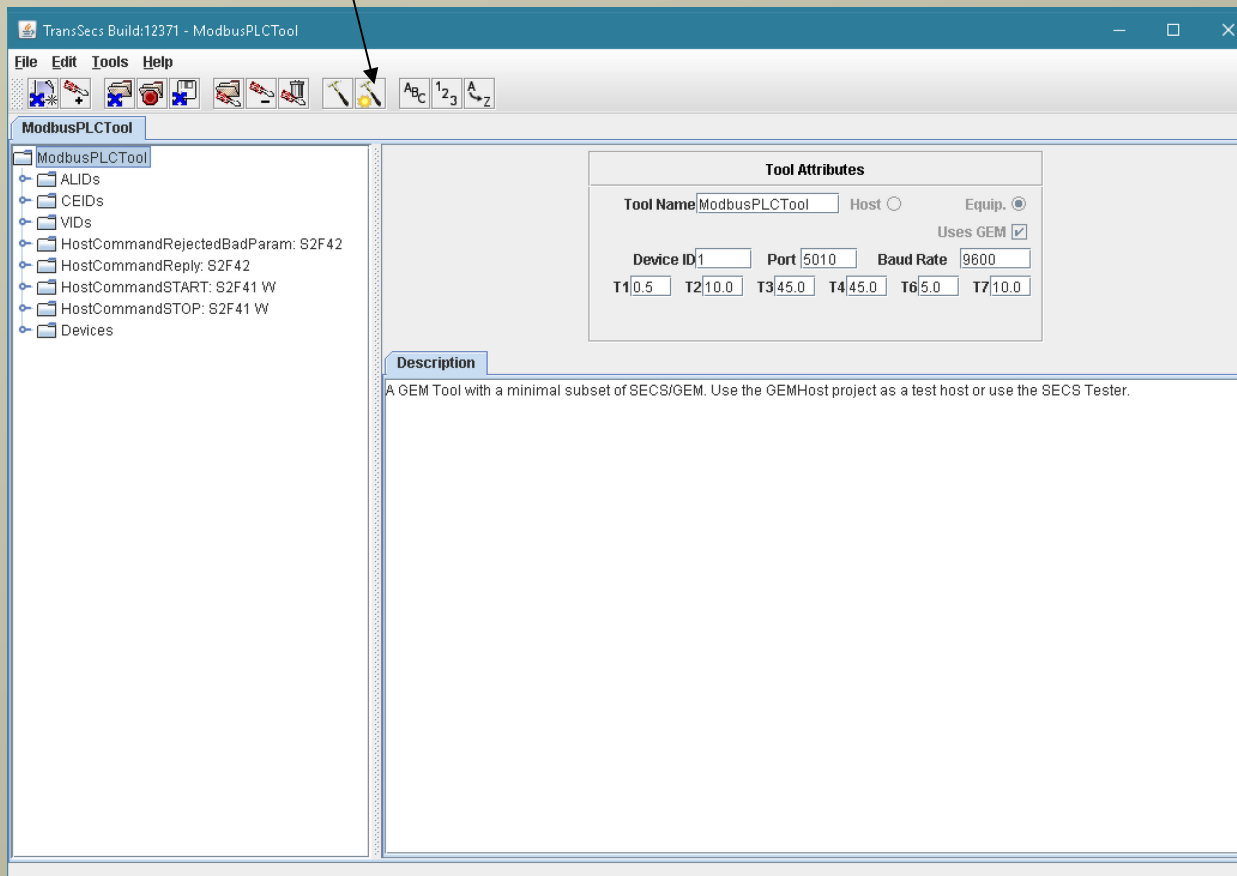 TransSecs Build:12371 - ModbusPLCTool
File Edit Tools Help
ABC 123 A Z
ModbusPLCTool
ModbusPLCTool
ALIDs
CEIDs
VIDs
HostCommandRejectedBadParam: S2F42
HostCommandReply: S2F42
HostCommandSTART: S2F41 W
HostCommandSTOP: S2F41 W
Devices
Tool Attributes
Tool Name ModbusPLCTool Host Equip.
Uses GEM
Device ID 1 Port 5010 Baud Rate 9600
T1 0.5 T2 10.0 T3 45.0 T4 45.0 T6 5.0 T7 10.0
Description
A GEM Tool with a minimal subset of SECS/GEM. Use the GEMHost project as a test host or use the SECS Tester.